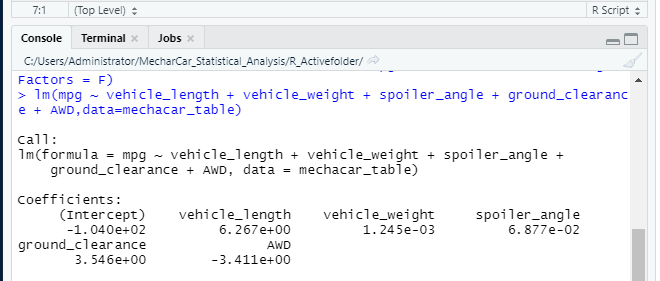 7:1 (Top Level) R Script
Console Terminal × Jobs ×
C:/Users/Administrator/MecharCar_Statistical_Analysis/R_Activefolder/
Factors = F)
> lm(mpg ~ vehicle_length + vehicle_weight + spoiler_angle + ground_clearanc
e + AWD,data=mechacar_table)
Call:
lm(formula = mpg ~ vehicle_length + vehicle_weight + spoiler_angle +
ground_clearance + AWD, data = mechacar_table)
Coefficients:
(Intercept) vehicle_length vehicle_weight spoiler_angle
-1.040e+02 6.267e+00 1.245e-03 6.877e-02
ground_clearance AWD
3.546e+00 -3.411e+00